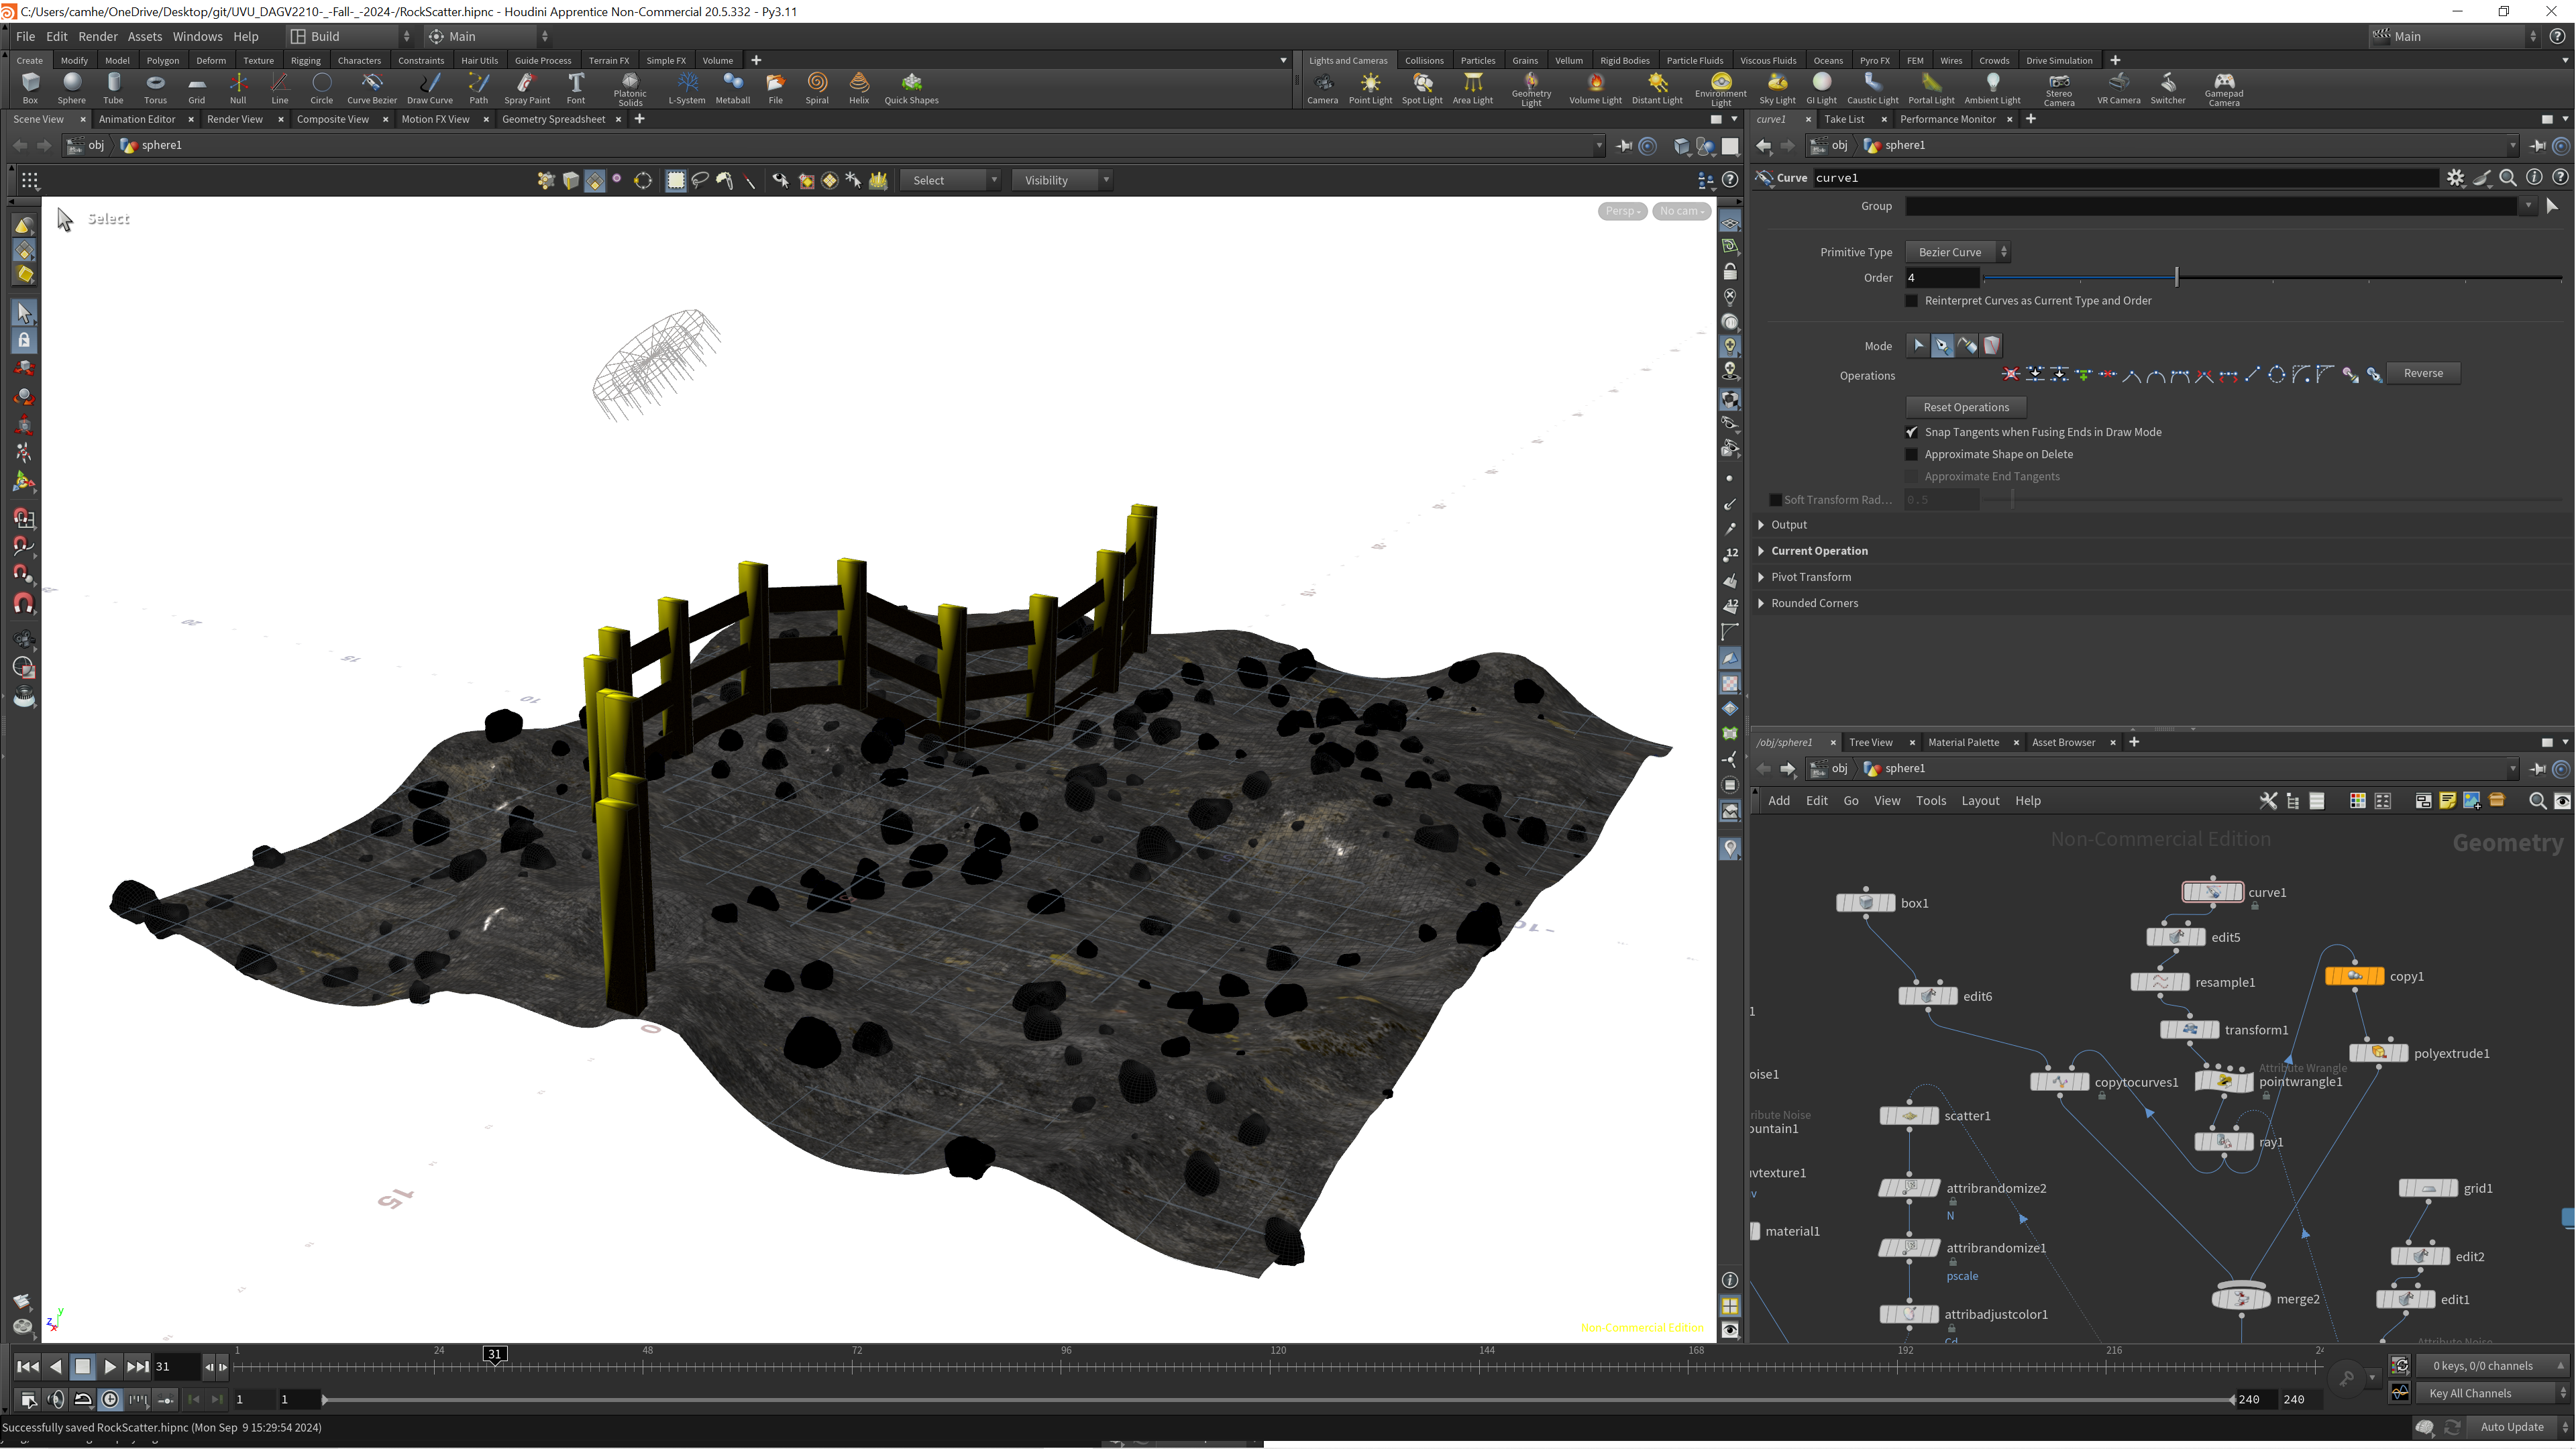 C:/Users/camhe/OneDrive/Desktop/git/UVU_DAGV2210-_-Fall-_-2024-/RockScatter.hipnc - Houdini Apprentice Non-Commercial 20.5.332 - Py3.11
File Edit Render Assets Windows Help Build Main Main
Create Modify Model Polygon Deform Texture Rigging Characters Constraints Hair Utils Guide Process Terrain FX Simple FX Volume
Lights and Cameras Collisions Particles Grains Vellum Rigid Bodies Particle Fluids Viscous Fluids Oceans Pyro FX FEM Wires Crowds Drive Simulation
Box Sphere Tube Torus Grid Null Line Circle Curve Bezier Draw Curve Path Spray Paint Font Platonic Solids L-System Metaball File Spiral Helix Quick Shapes
Camera Point Light Spot Light Area Light Geometry Light Volume Light Distant Light Environment Light Sky Light GI Light Caustic Light Portal Light Ambient Light Stereo Camera VR Camera Switcher Gamepad Camera
Scene View Animation Editor Render View Composite View Motion FX View Geometry Spreadsheet
curve1 Take List Performance Monitor
obj sphere1
obj sphere1
Select Visibility
Curve curve1
Select
Persp No cam
Group
Primitive Type Bezier Curve
Order 4
Reinterpret Curves as Current Type and Order
Mode
Operations Reverse
Reset Operations
Snap Tangents when Fusing Ends in Draw Mode
Approximate Shape on Delete
Approximate End Tangents
Soft Transform Rad... 0.5
Output
Current Operation
Pivot Transform
Rounded Corners
12
12
20
15
10
0
15
-10
/obj/sphere1 Tree View Material Palette Asset Browser
obj sphere1
Add Edit Go View Tools Layout Help
Non-Commercial Edition Geometry
curve1
box1
edit5
copy1
resample1
edit6
1
transform1
polyextrude1
Attribute Wrangle
oise1
copytocurves1
pointwrangle1
ribute Noise
scatter1
ountain1
ray1
uvtexture1
attribrandomize2
grid1
v
N
material1
attribrandomize1
edit2
pscale
merge2
edit1
attribadjustcolor1
Attribute Noise
Cd
y
z x
Non-Commercial Edition
31 1 24 31 48 72 96 120 144 168 192 216 24
0 keys, 0/0 channels
1 1 240 240
Key All Channels
Successfully saved RockScatter.hipnc (Mon Sep 9 15:29:54 2024)
Auto Update